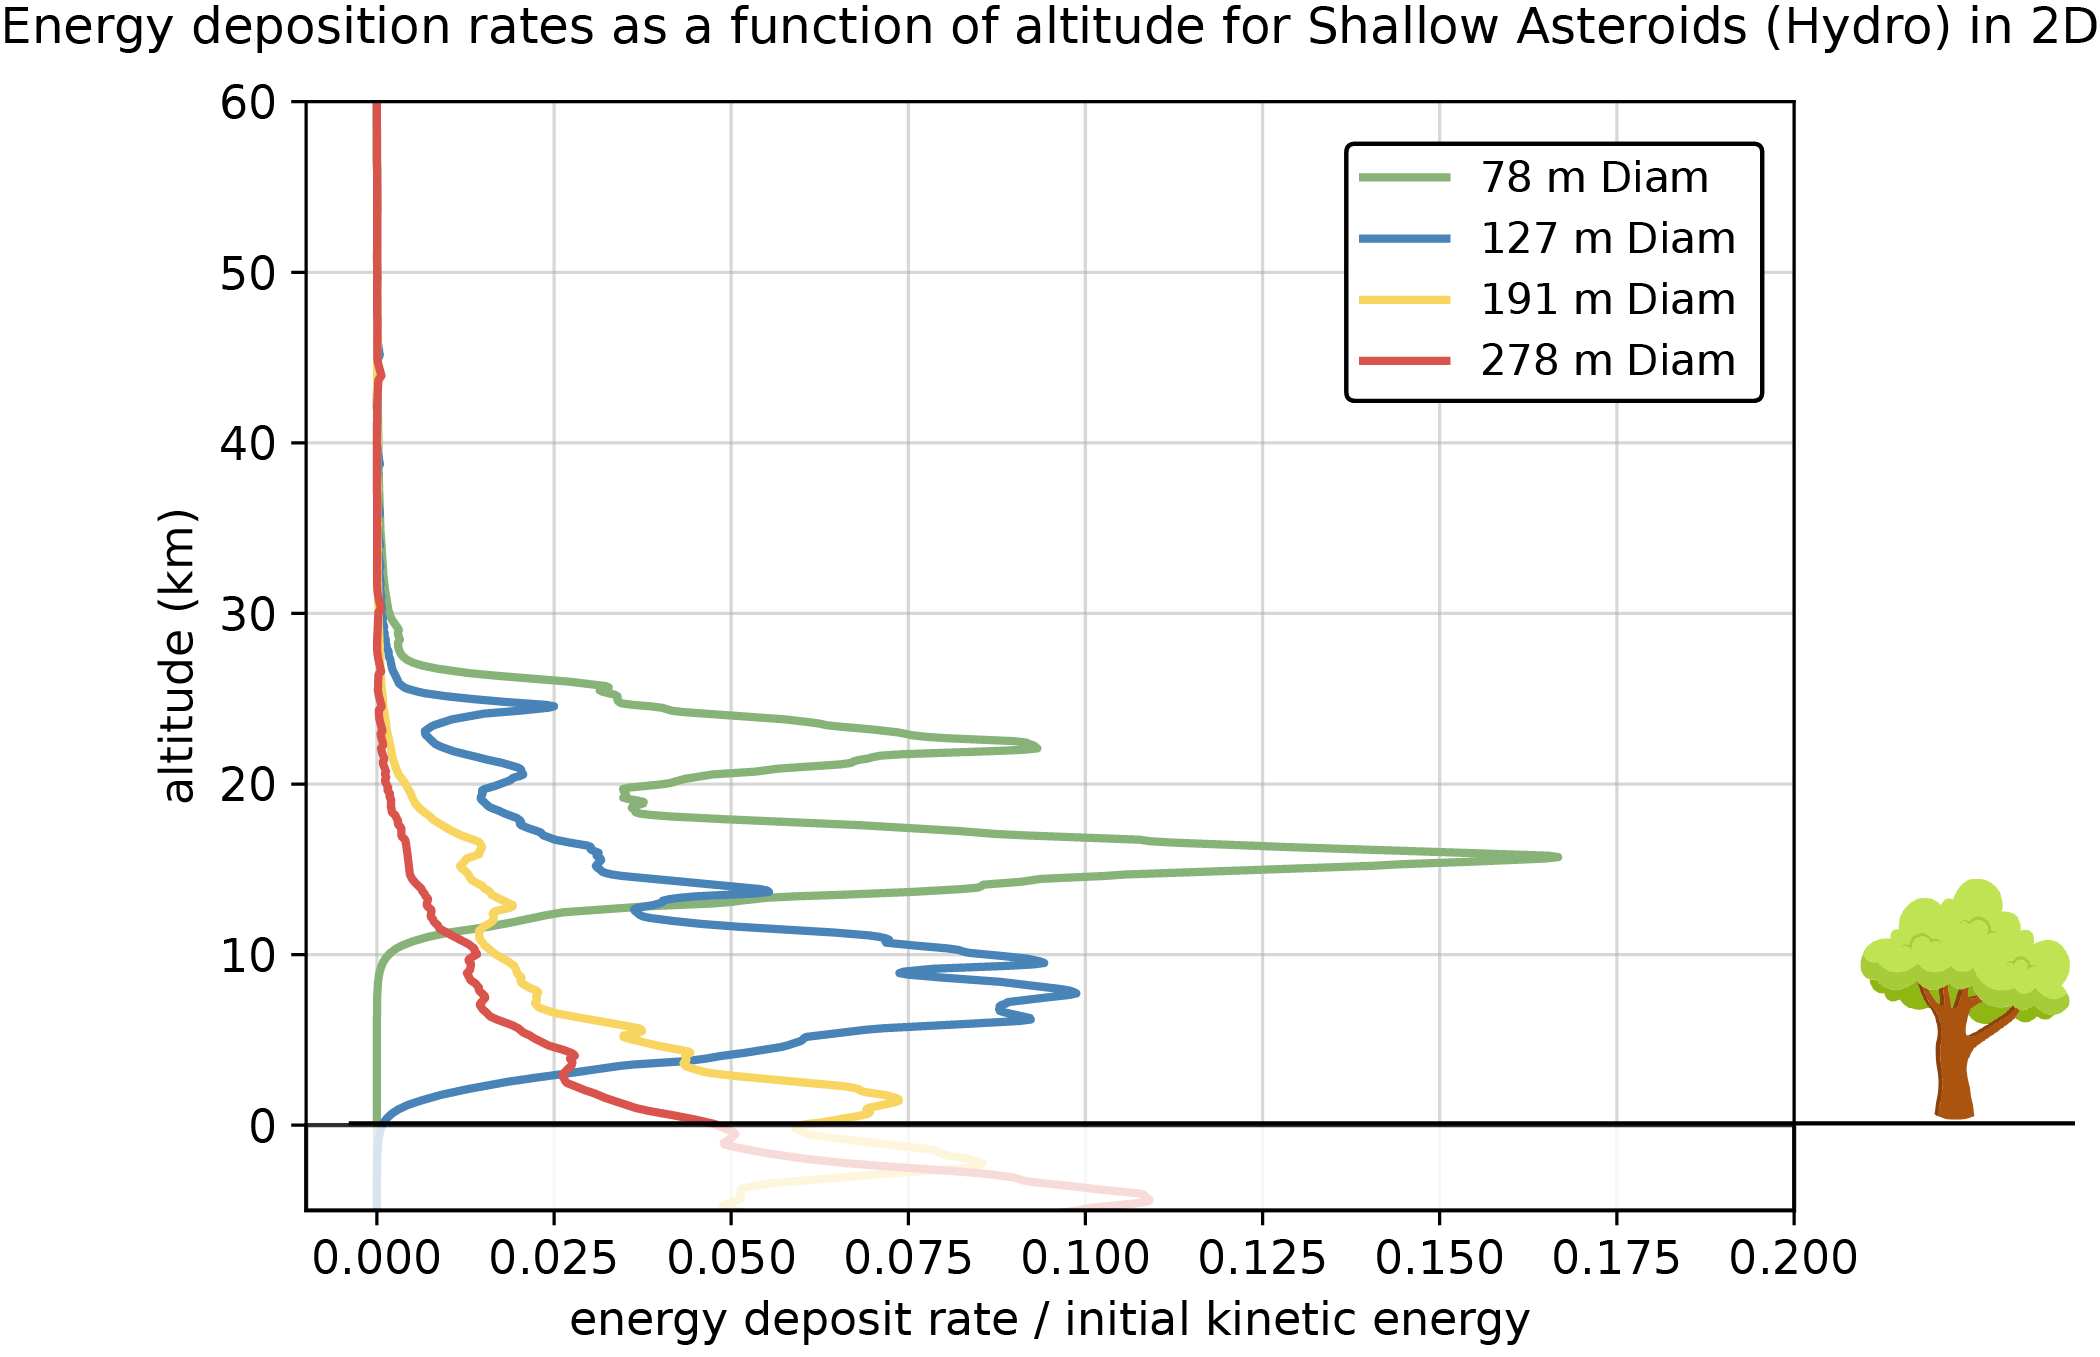 Energy deposition rates as a function of altitude for Shallow Asteroids (Hydro) in 2D
60
50
40
30
20
10
0
altitude (km)
78 m Diam
127 m Diam
191 m Diam
278 m Diam
0.000 0.025 0.050 0.075 0.100 0.125 0.150 0.175 0.200
energy deposit rate / initial kinetic energy